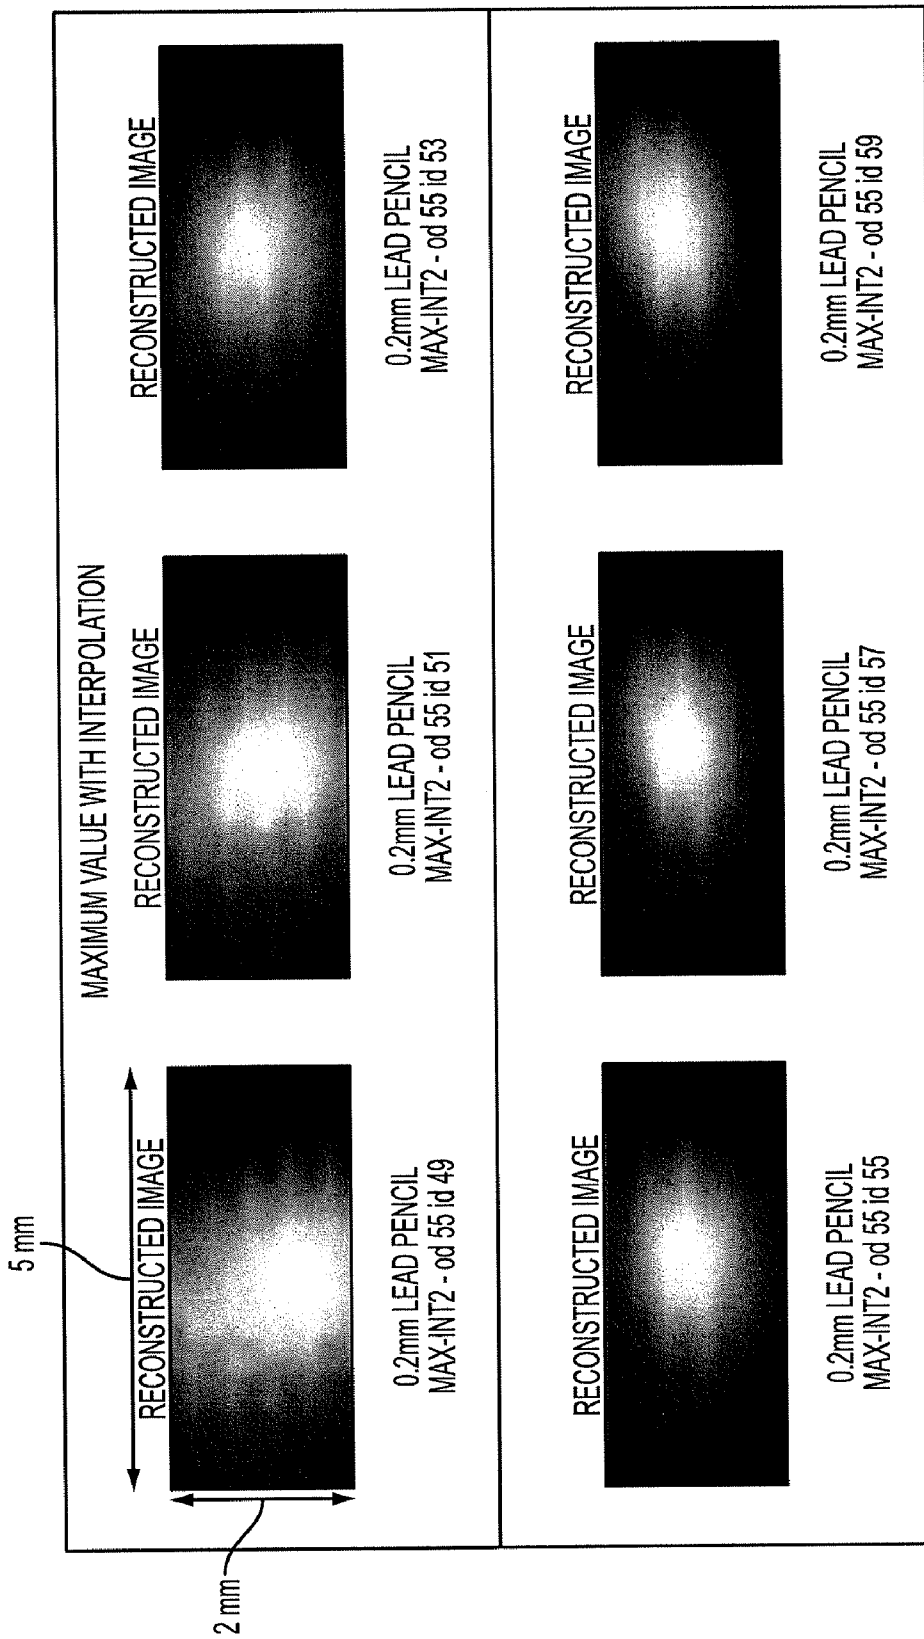 5 mm
2 mm
MAXIMUM VALUE WITH INTERPOLATION
RECONSTRUCTED IMAGE
0.2mm LEAD PENCIL
MAX-INT2 - od 55 id 49
RECONSTRUCTED IMAGE
0.2mm LEAD PENCIL
MAX-INT2 - od 55 id 51
RECONSTRUCTED IMAGE
0.2mm LEAD PENCIL
MAX-INT2 - od 55 id 53
RECONSTRUCTED IMAGE
0.2mm LEAD PENCIL
MAX-INT2 - od 55 id 55
RECONSTRUCTED IMAGE
0.2mm LEAD PENCIL
MAX-INT2 - od 55 id 57
RECONSTRUCTED IMAGE
0.2mm LEAD PENCIL
MAX-INT2 - od 55 id 59